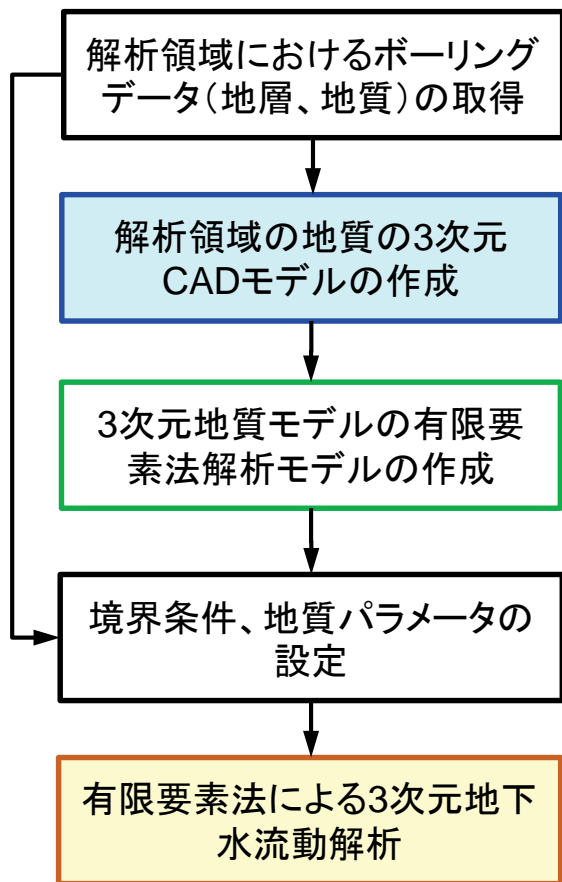 解析領域におけるボーリング
データ(地層、地質)の取得
解析領域の地質の3次元
CADモデルの作成
3次元地質モデルの有限要
素法解析モデルの作成
境界条件、地質パラメータの
設定
有限要素法による3次元地下
水流動解析